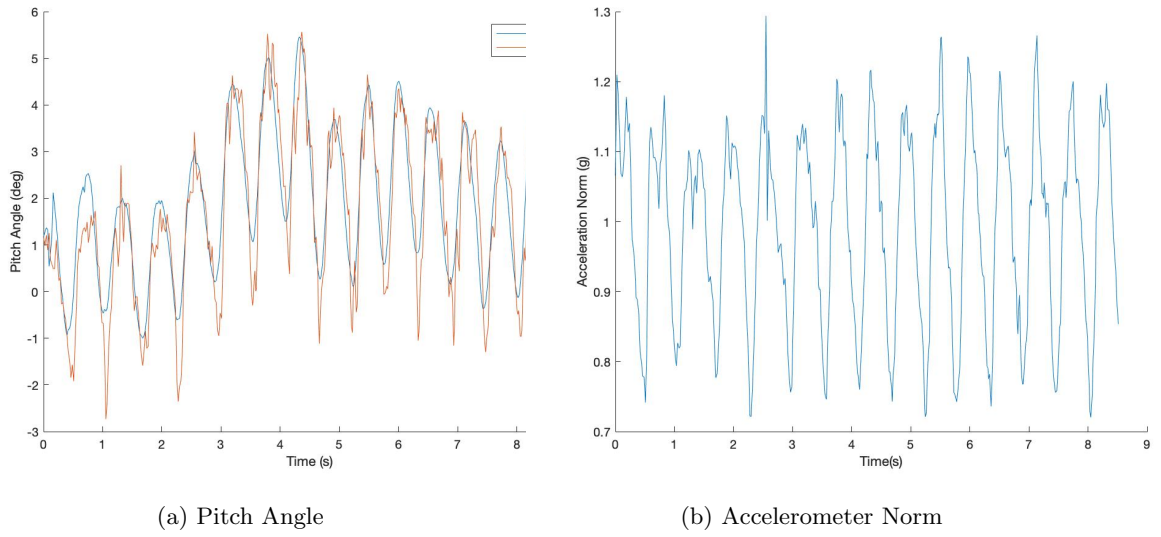 6
5
4
3
2
1
0
-1
-2
-3
Pitch Angle (deg)
0 1 2 3 4 5 6 7 8
Time (s)
(a) Pitch Angle
1.3
1.2
1.1
1
0.9
0.8
0.7
Acceleration Norm (g)
0 1 2 3 4 5 6 7 8 9
Time(s)
(b) Accelerometer Norm